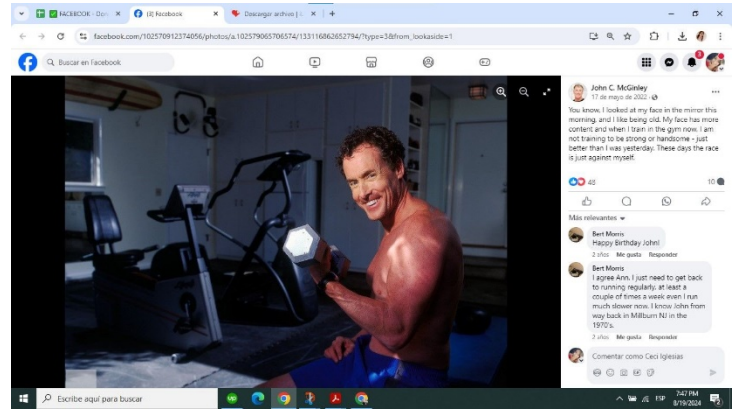 FACEBOOK - Don
(3) Facebook
Descargar archivo |
facebook.com/102570912374056/photos/a.102579065706574/133116862652794/?type=3&from_lookaside=1
Buscar en Facebook
John C. McGinley
17 de mayo de 2022
You know, I looked at my face in the mirror this
morning, and I like being old. My face has more
content and when I train in the gym now, I am
not training to be strong or handsome - just
better than I was yesterday. These days the race
is just against myself.
48
10
Más relevantes
Bert Morris
Happy Birthday John!
2 años Me gusta Responder
Bert Morris
I agree Ann. I just need to get back
to running regularly, at least a
couple of times a week even I run
much slower now. I know John from
way back in Millburn NJ in the
1970's.
2 años Me gusta Responder
Comentar como Ceci Iglesias
Escribe aquí para buscar
ESP
7:47 PM
8/19/2024